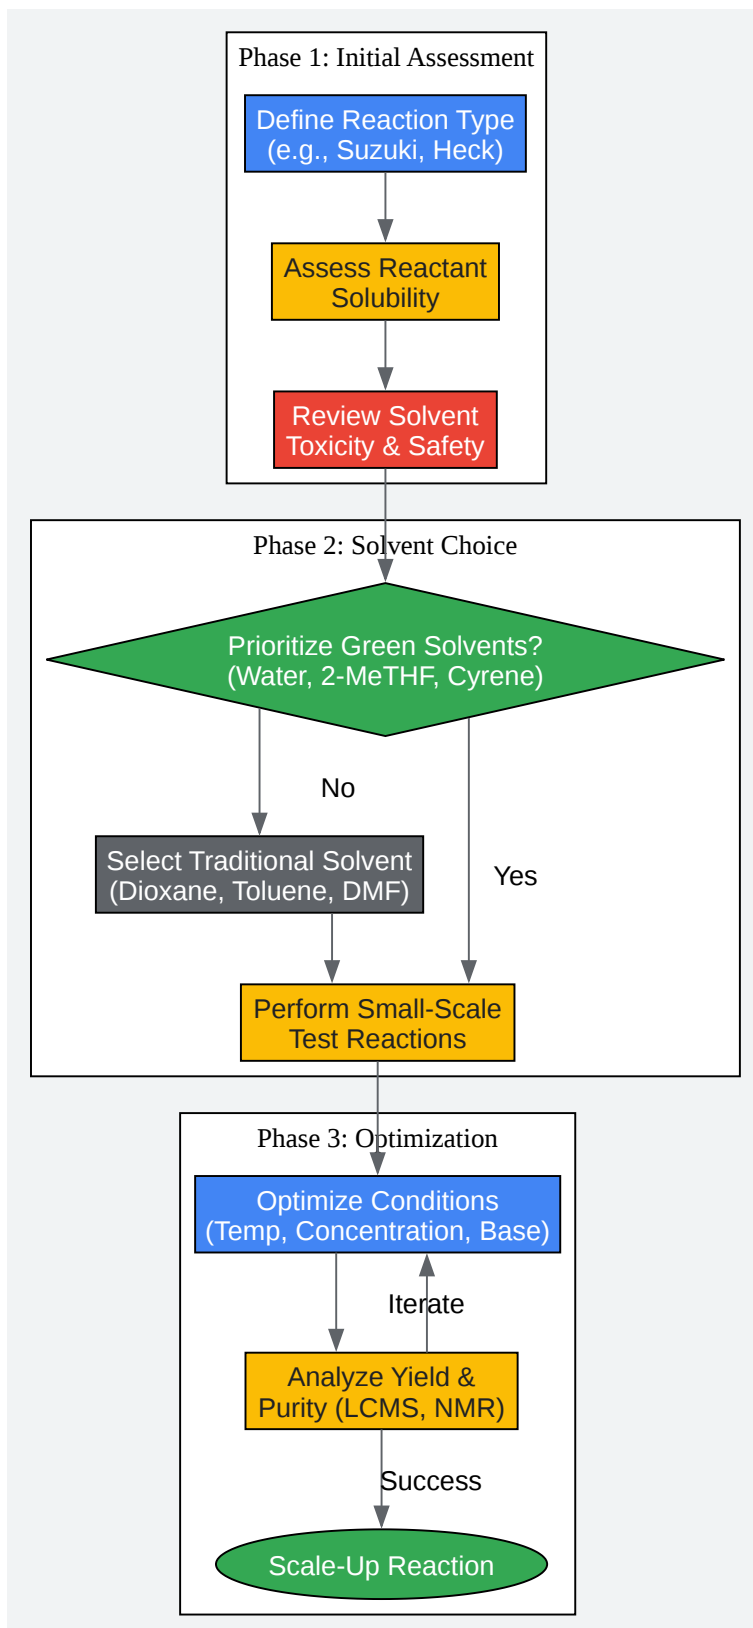 Phase 1: Initial Assessment
Define Reaction Type
(e.g., Suzuki, Heck)
Assess Reactant
Solubility
Review Solvent
Toxicity & Safety
Phase 2: Solvent Choice
Prioritize Green Solvents?
(Water, 2-MeTHF, Cyrene)
No
Select Traditional Solvent
(Dioxane, Toluene, DMF)
Yes
Perform Small-Scale
Test Reactions
Phase 3: Optimization
Optimize Conditions
(Temp, Concentration, Base)
Iterate
Analyze Yield &
Purity (LCMS, NMR)
Success
Scale-Up Reaction